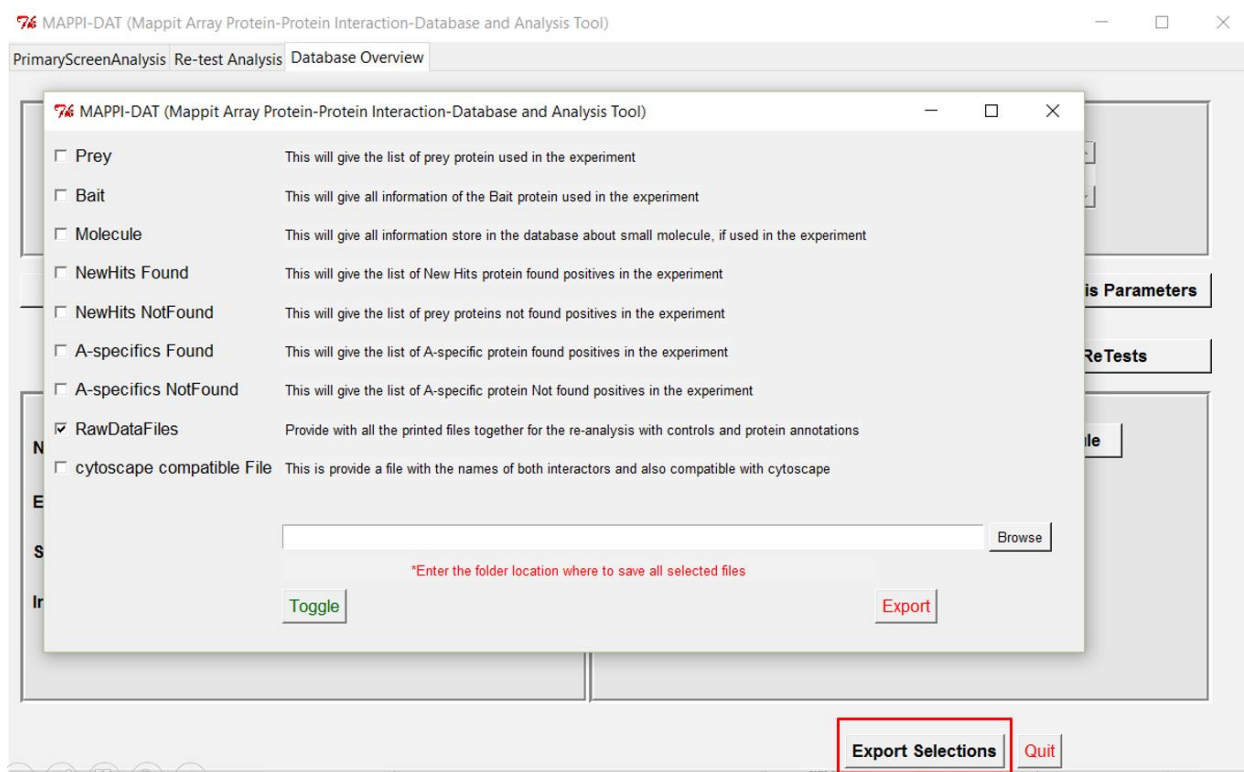 MAPPI-DAT (Mappit Array Protein-Protein Interaction-Database and Analysis Tool)
PrimaryScreenAnalysis Re-test Analysis Database Overview
MAPPI-DAT (Mappit Array Protein-Protein Interaction-Database and Analysis Tool)
Prey This will give the list of prey protein used in the experiment
Bait This will give all information of the Bait protein used in the experiment
Molecule This will give all information store in the database about small molecule, if used in the experiment
NewHits Found This will give the list of New Hits protein found positives in the experiment
is Parameters
NewHits NotFound This will give the list of prey proteins not found positives in the experiment
A-specifics Found This will give the list of A-specific protein found positives in the experiment
ReTests
A-specifics NotFound This will give the list of A-specific protein Not found positives in the experiment
RawDataFiles Provide with all the printed files together for the re-analysis with controls and protein annotations
N
cytoscape compatible File This is provide a file with the names of both interactors and also compatible with cytoscape
E
Browse
S
*Enter the folder location where to save all selected files
Toggle Export
Export Selections Quit